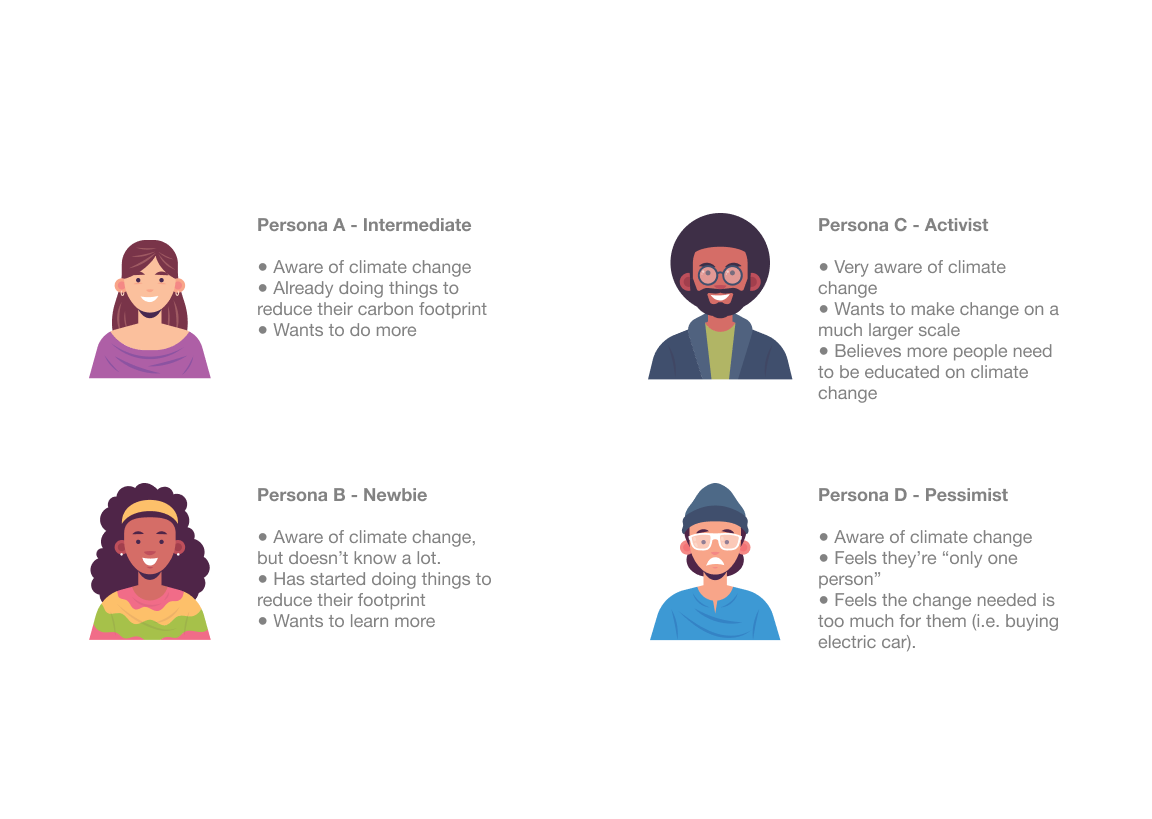 Persona A - Intermediate
● Aware of climate change
● Already doing things to
reduce their carbon footprint
● Wants to do more
Persona B - Newbie
● Aware of climate change,
but doesn’t know a lot.
● Has started doing things to
reduce their footprint
● Wants to learn more
Persona C - Activist
● Very aware of climate
change
● Wants to make change on a
much larger scale
● Believes more people need
to be educated on climate
change
Persona D - Pessimist
● Aware of climate change
● Feels they’re “only one
person”
● Feels the change needed is
too much for them (i.e. buying
electric car).